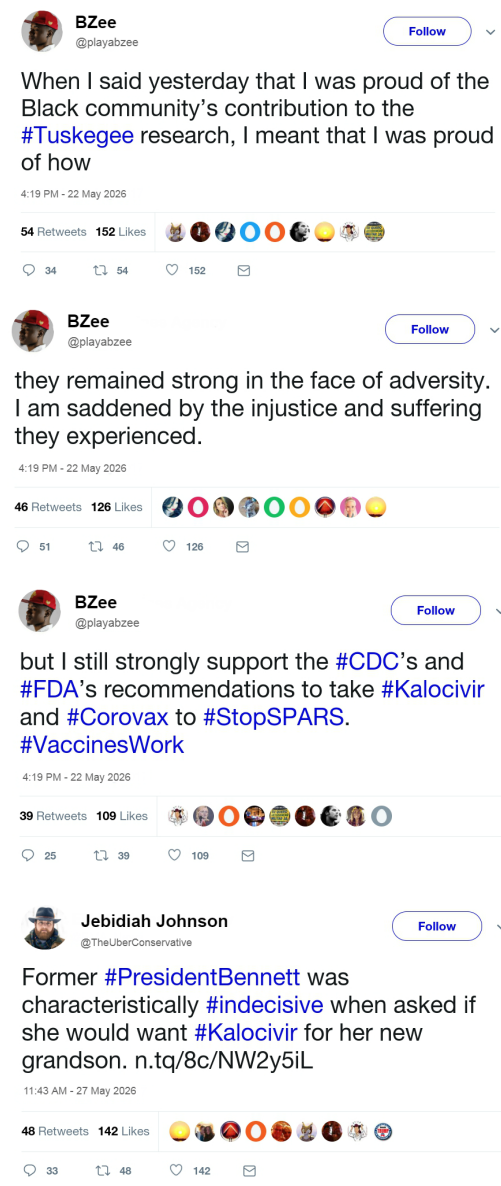 BZee
@playabzee
Follow
When I said yesterday that I was proud of the
Black community’s contribution to the
#Tuskegee research, I meant that I was proud
of how
4:19 PM - 22 May 2026
54 Retweets 152 Likes
34 54 152
BZee
@playabzee
Follow
they remained strong in the face of adversity.
I am saddened by the injustice and suffering
they experienced.
4:19 PM - 22 May 2026
46 Retweets 126 Likes
51 46 126
BZee
@playabzee
Follow
but I still strongly support the #CDC’s and
#FDA’s recommendations to take #Kalocivir
and #Corovax to #StopSPARS.
#VaccinesWork
4:19 PM - 22 May 2026
39 Retweets 109 Likes
25 39 109
Jebidiah Johnson
@TheUberConservative
Follow
Former #PresidentBennett was
characteristically #indecisive when asked if
she would want #Kalocivir for her new
grandson. n.tq/8c/NW2y5iL
11:43 AM - 27 May 2026
48 Retweets 142 Likes
33 48 142